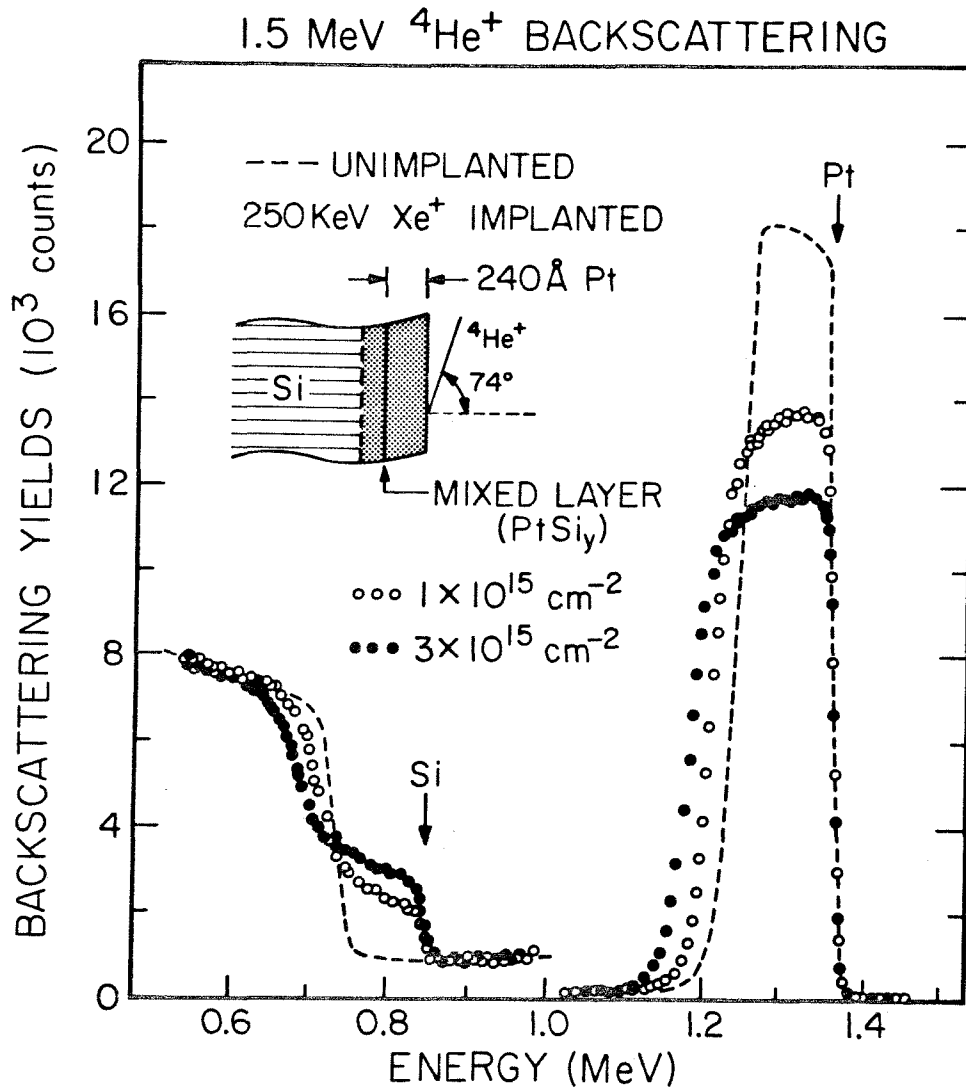 1.5 MeV ⁴He⁺ BACKSCATTERING
BACKSCATTERING YIELDS (10³ counts)
20
16
12
8
4
0
--- UNIMPLANTED
250KeV Xe⁺ IMPLANTED
240Å Pt
⁴He⁺
74°
Si
MIXED LAYER
(PtSiy)
○○○ 1 × 10¹⁵ cm⁻²
●●● 3 × 10¹⁵ cm⁻²
Pt
Si
0.6 0.8 1.0 1.2 1.4
ENERGY (MeV)